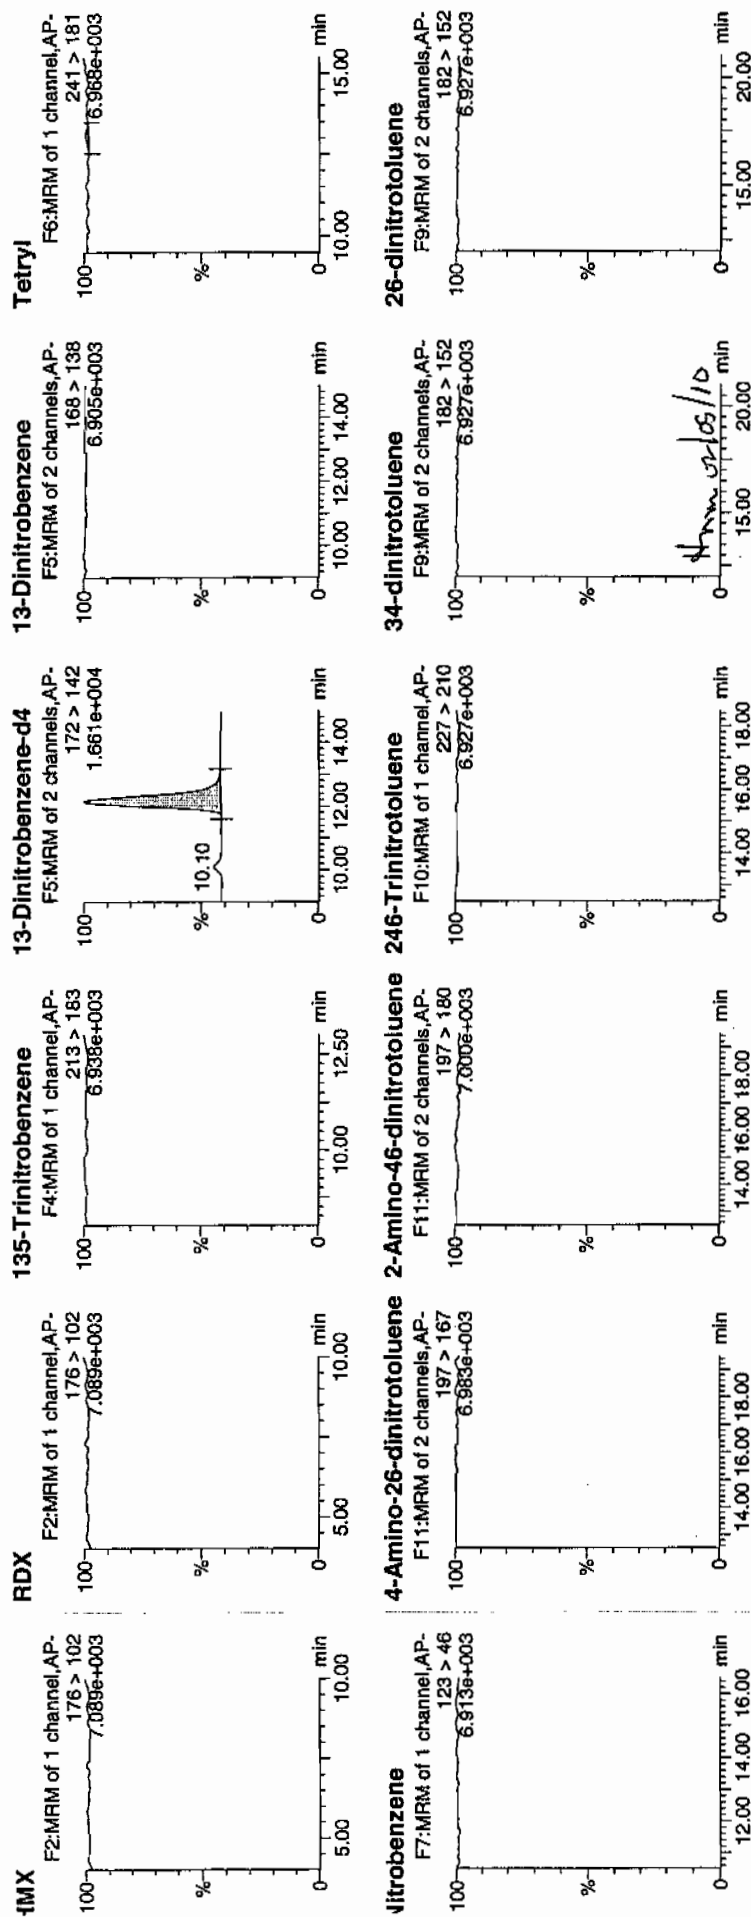 HMX
F2:MRM of 1 channel,AP-
176 > 102
7.089e+003
100
%
0
5.00
10.00
min
RDX
F2:MRM of 1 channel,AP-
176 > 102
7.089e+003
100
%
0
5.00
10.00
min
135-Trinitrobenzene
F4:MRM of 1 channel,AP-
213 > 183
6.938e+003
100
%
0
10.00
12.50
min
13-Dinitrobenzene-d4
F5:MRM of 2 channels,AP-
172 > 142
1.661e+004
100
10.10
%
0
10.00
12.00
14.00
min
13-Dinitrobenzene
F5:MRM of 2 channels,AP-
168 > 138
6.905e+003
100
%
0
10.00
12.00
14.00
min
Tetryl
F6:MRM of 1 channel,AP-
241 > 181
6.968e+003
100
%
0
10.00
15.00
min
Nitrobenzene
F7:MRM of 1 channel,AP-
123 > 46
6.913e+003
100
%
0
12.00
14.00
16.00
min
4-Amino-26-dinitrotoluene
F11:MRM of 2 channels,AP-
197 > 167
6.983e+003
100
%
0
14.00
16.00
18.00
min
2-Amino-46-dinitrotoluene
F11:MRM of 2 channels,AP-
197 > 180
7.000e+003
100
%
0
14.00
16.00
18.00
min
246-Trinitrotoluene
F10:MRM of 1 channel,AP-
227 > 210
6.927e+003
100
%
0
14.00
16.00
18.00
min
34-dinitrotoluene
F9:MRM of 2 channels,AP-
182 > 152
6.927e+003
100
%
0
15.00
20.00
min
02/05/10
26-dinitrotoluene
F9:MRM of 2 channels,AP-
182 > 152
6.927e+003
100
%
0
15.00
20.00
min